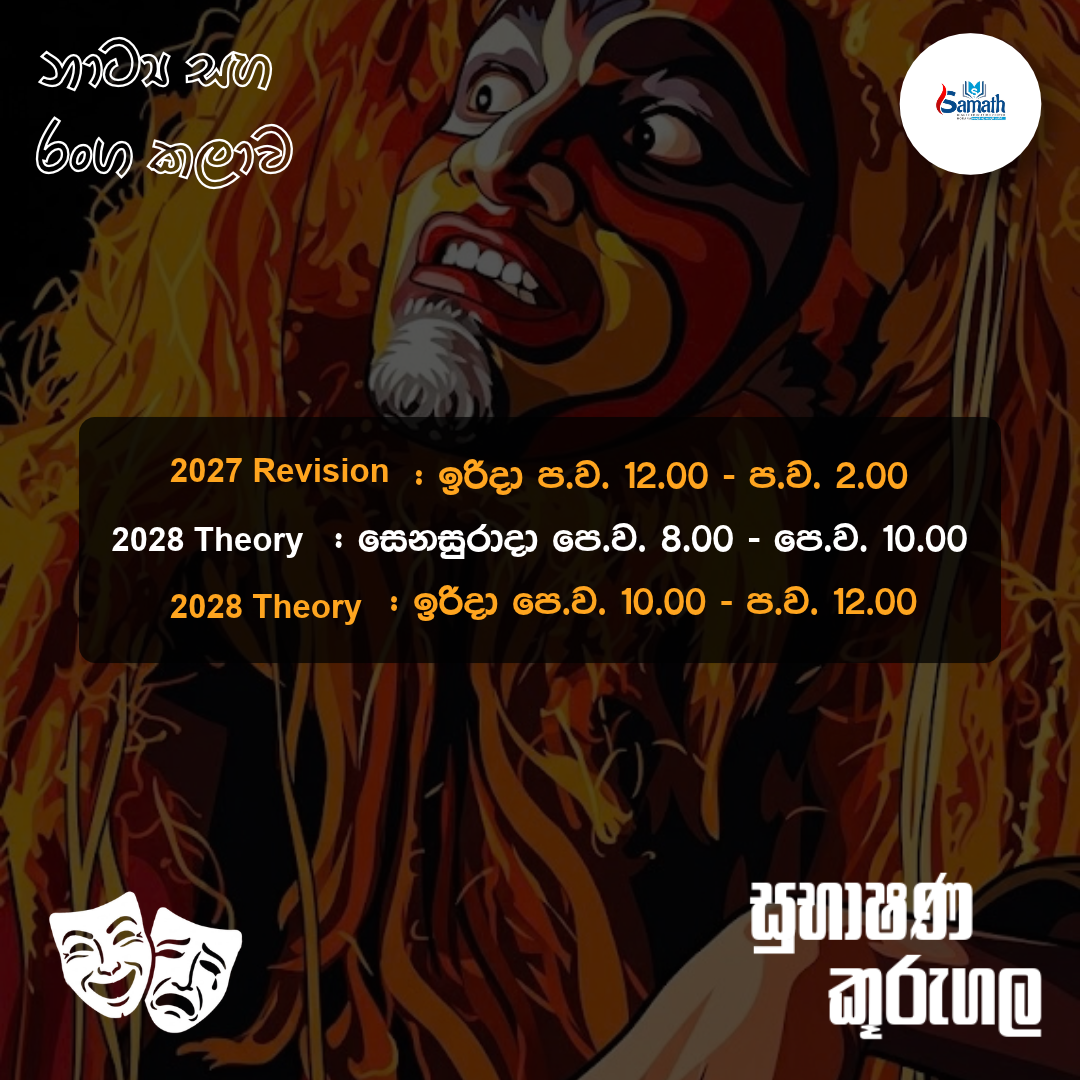 නාට්‍ය සහ
රංග කලාව
Samath
2027 Revision : ඉරිදා ප.ව. 12.00 - ප.ව. 2.00
2028 Theory : සෙනසුරාදා පෙ.ව. 8.00 - පෙ.ව. 10.00
2028 Theory : ඉරිදා පෙ.ව. 10.00 - ප.ව. 12.00
සුභාෂණ
කූරුගල